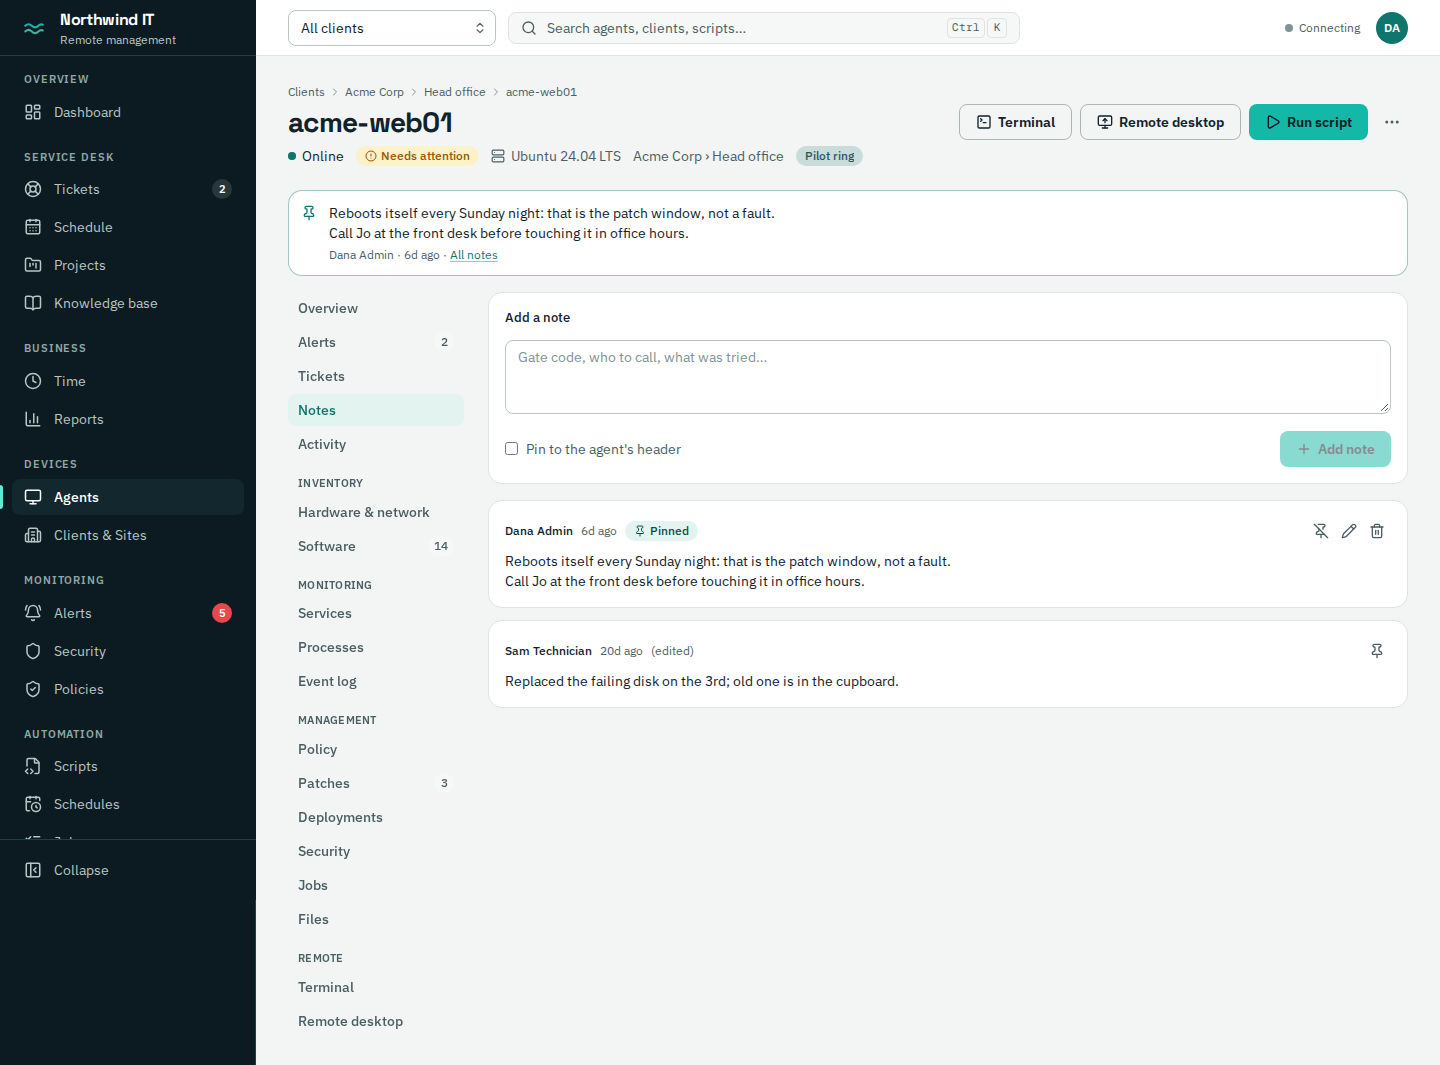 Northwind IT
Remote management
OVERVIEW
Dashboard
SERVICE DESK
Tickets 2
Schedule
Projects
Knowledge base
BUSINESS
Time
Reports
DEVICES
Agents
Clients & Sites
MONITORING
Alerts 5
Security
Policies
AUTOMATION
Scripts
Schedules
Collapse
All clients
Search agents, clients, scripts...
Ctrl K
Connecting
DA
Clients > Acme Corp > Head office > acme-web01
acme-web01
Terminal
Remote desktop
Run script
Online
Needs attention
Ubuntu 24.04 LTS
Acme Corp › Head office
Pilot ring
Reboots itself every Sunday night: that is the patch window, not a fault.
Call Jo at the front desk before touching it in office hours.
Dana Admin · 6d ago · All notes
Overview
Alerts 2
Tickets
Notes
Activity
INVENTORY
Hardware & network
Software 14
MONITORING
Services
Processes
Event log
MANAGEMENT
Policy
Patches 3
Deployments
Security
Jobs
Files
REMOTE
Terminal
Remote desktop
Add a note
Gate code, who to call, what was tried...
Pin to the agent's header
Add note
Dana Admin 6d ago Pinned
Reboots itself every Sunday night: that is the patch window, not a fault.
Call Jo at the front desk before touching it in office hours.
Sam Technician 20d ago (edited)
Replaced the failing disk on the 3rd; old one is in the cupboard.